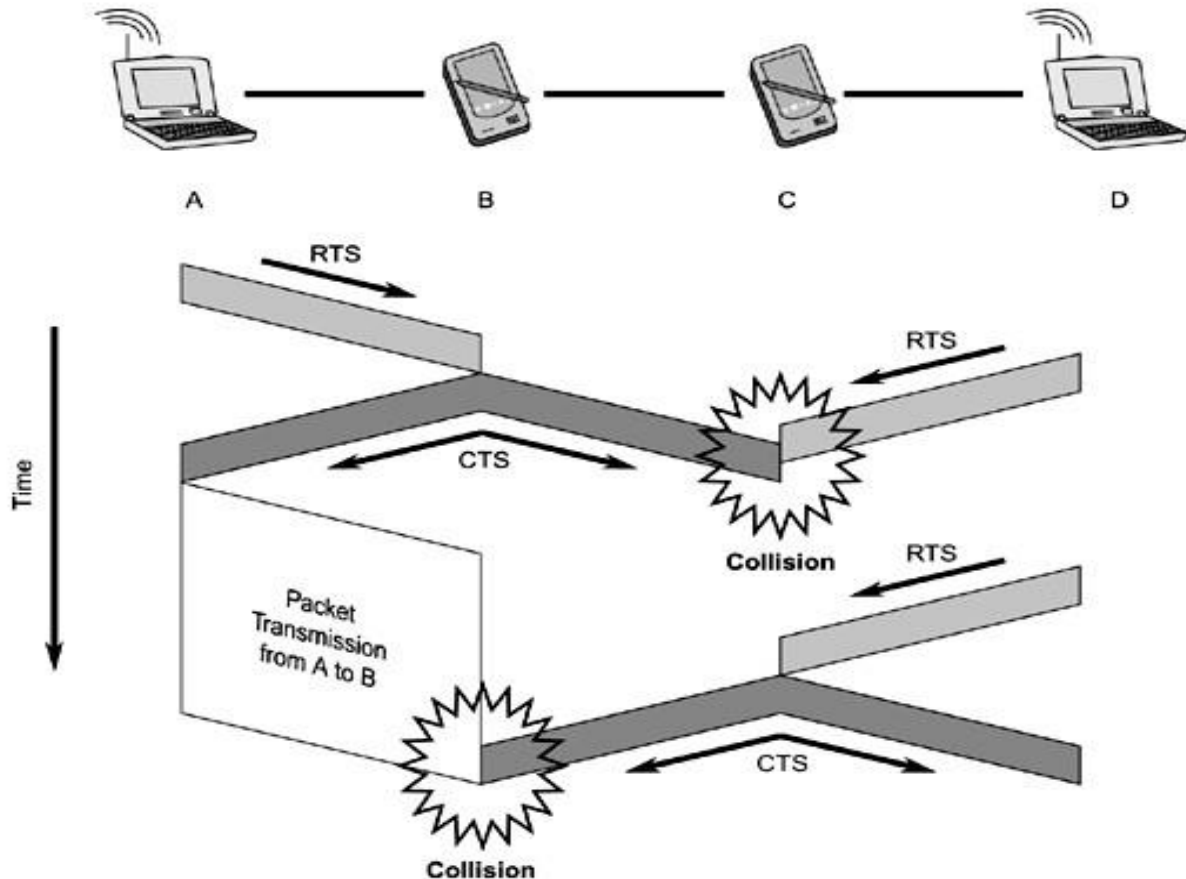 A
B
C
D
RTS
RTS
Time
CTS
Collision
RTS
Packet
Transmission
from A to B
CTS
Collision